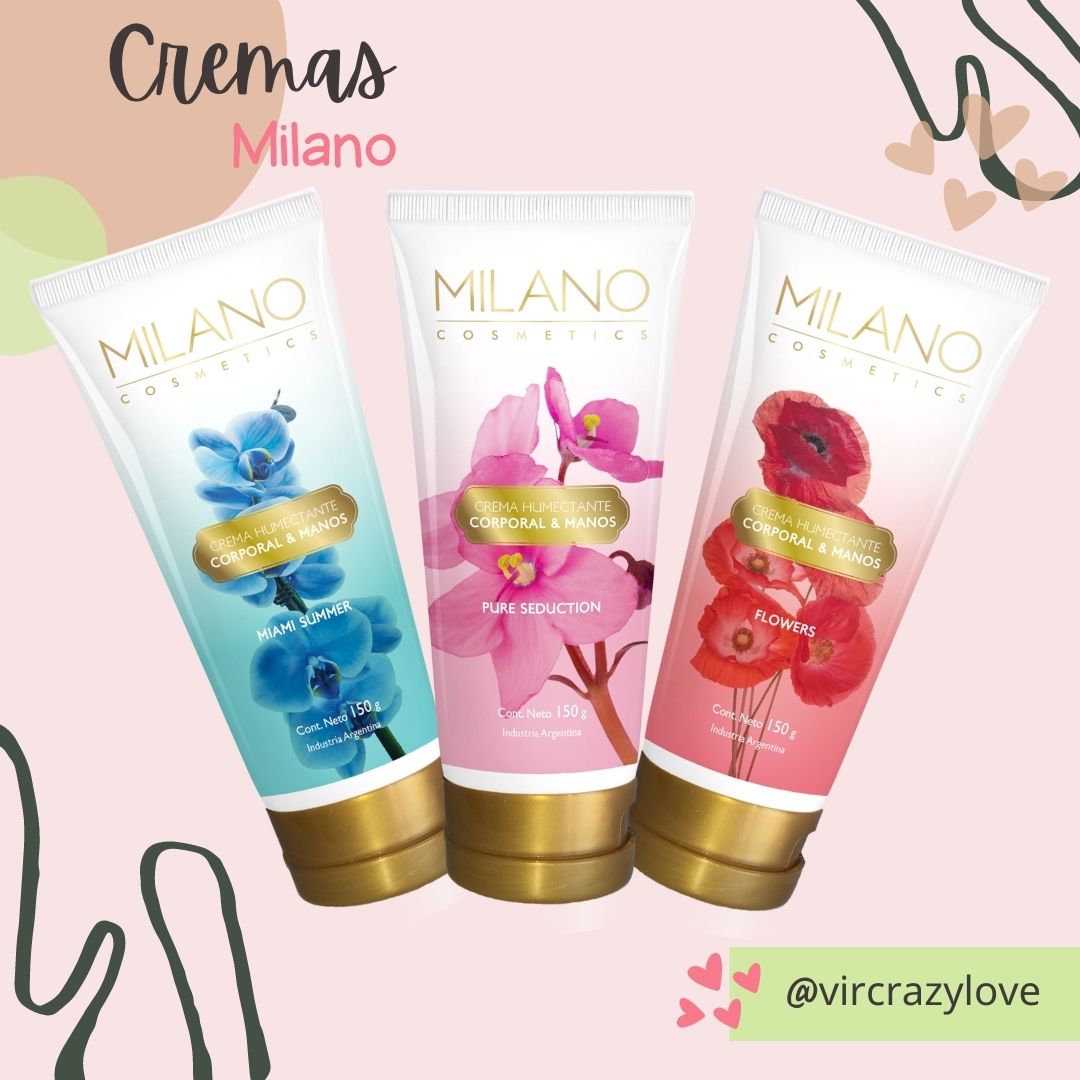 Cremas
Milano
MILANO
COSMETICS
CREMA HUMECTANTE
CORPORAL & MANOS
MIAMI SUMMER
Cont. Neto 150 g
Industria Argentina
MILANO
COSMETICS
CREMA HUMECTANTE
CORPORAL & MANOS
PURE SEDUCTION
Cont. Neto 150 g
Industria Argentina
MILANO
COSMETICS
CREMA HUMECTANTE
CORPORAL & MANOS
FLOWERS
Cont. Neto 150 g
Industria Argentina
@vircrazylove